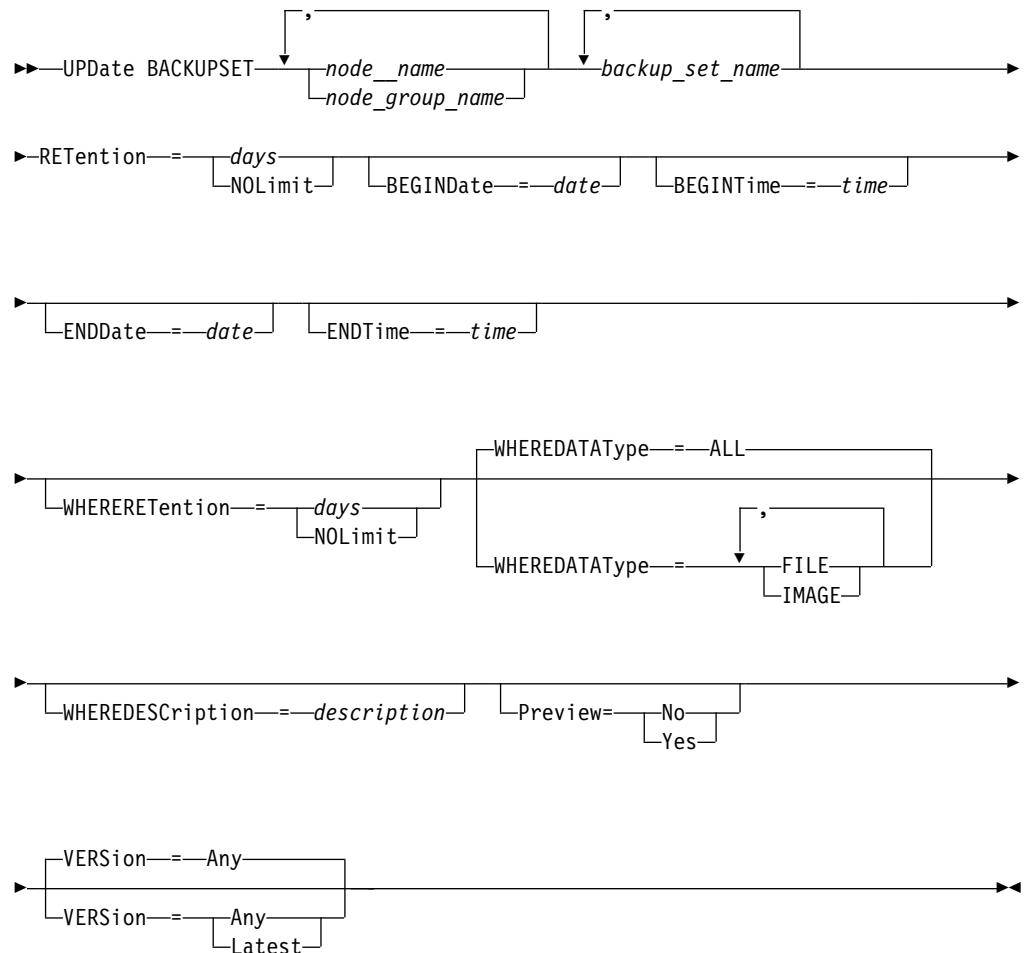 , ,
UPDate BACKUPSET node__name backup_set_name
node_group_name
RETention = days
NOLimit BEGINDate = date BEGINTime = time
ENDDate = date ENDTime = time
WHEREDATAType = ALL
WHERERETention = days ,
NOLimit
WHEREDATAType = FILE
IMAGE
WHEREDESCription = description Preview= No
Yes
VERSion = Any
VERSion = Any
Latest